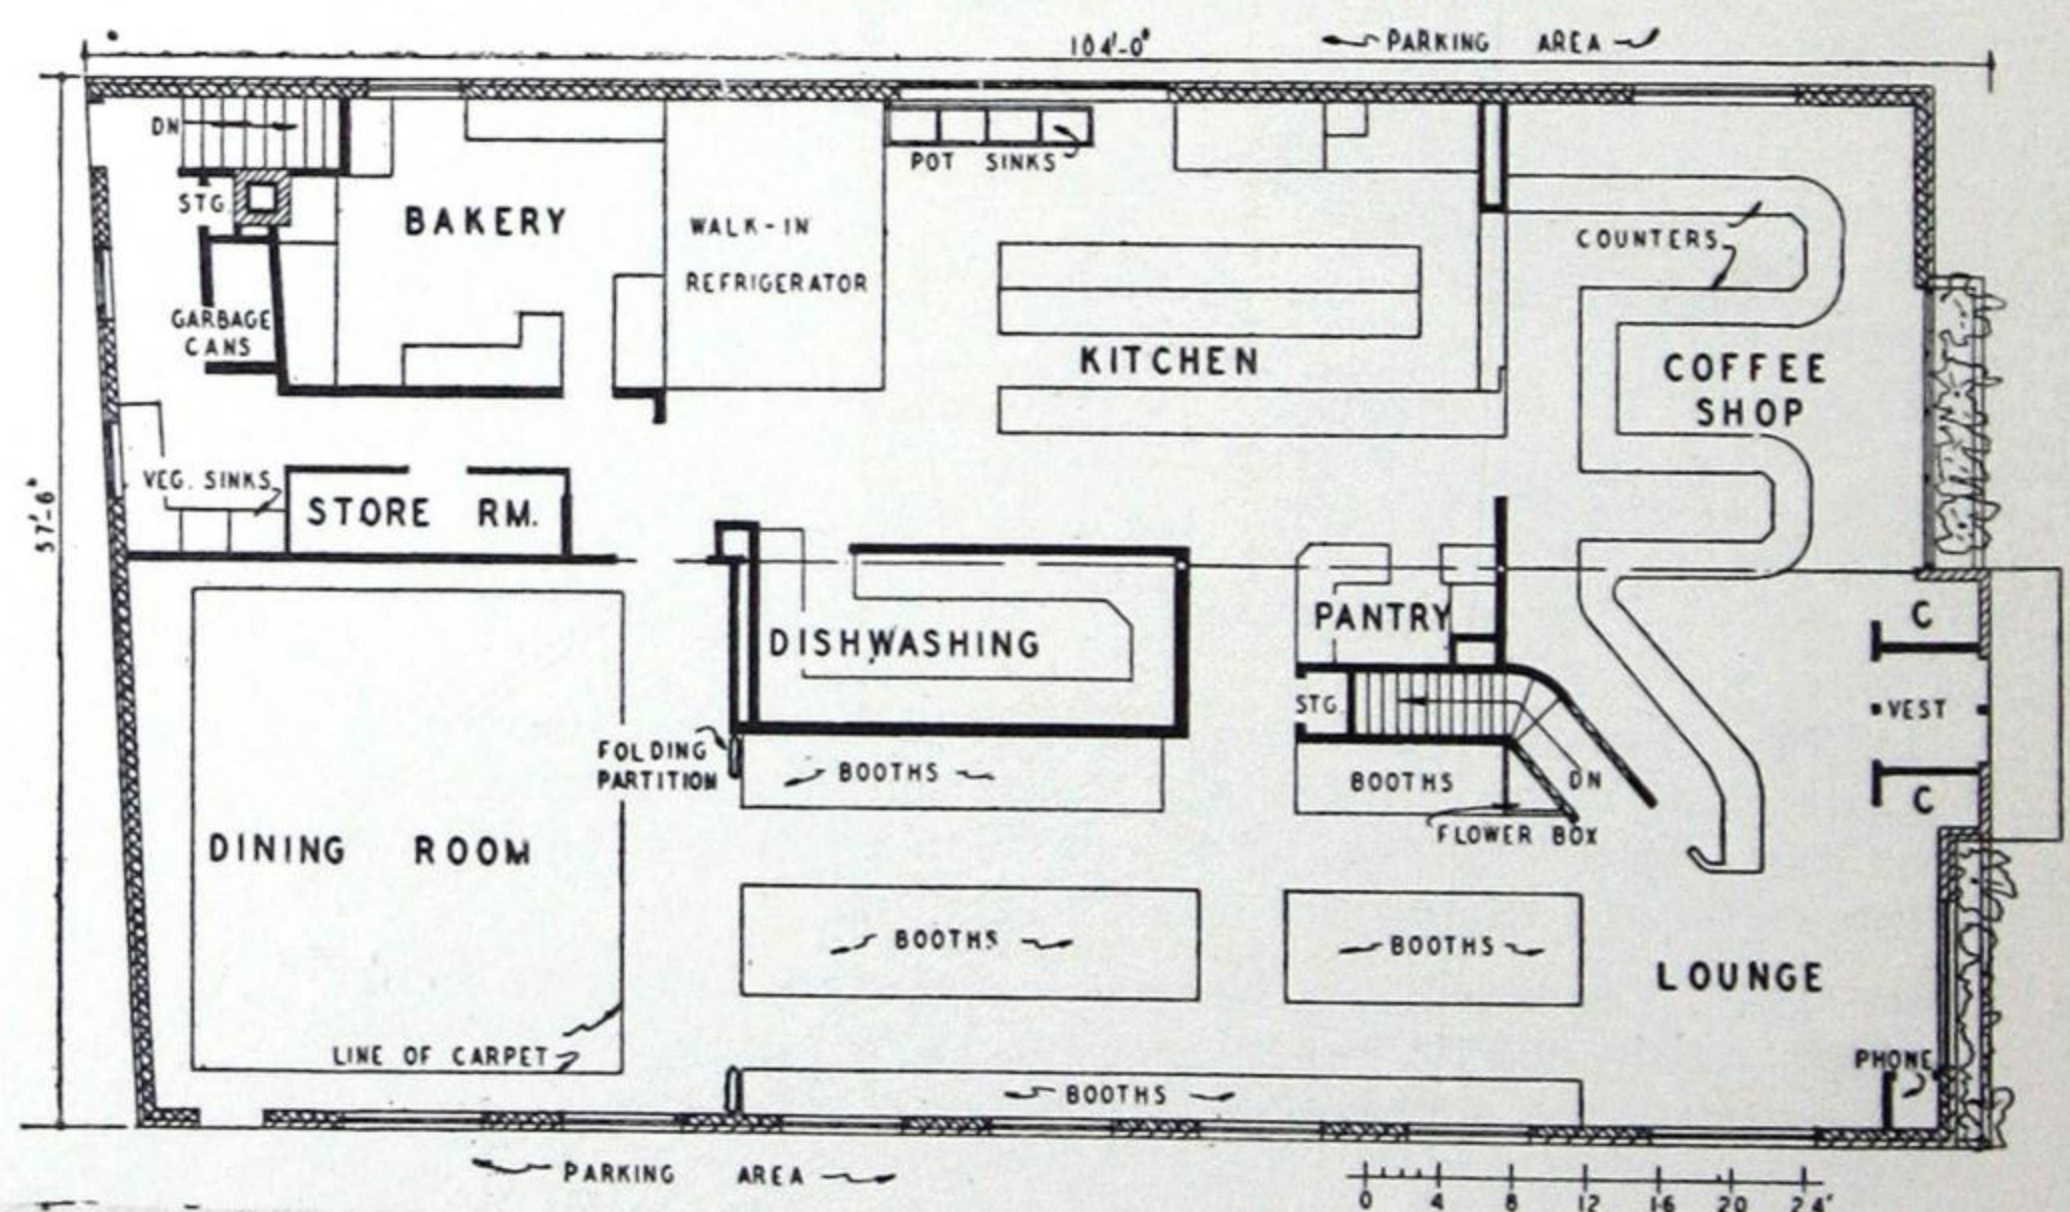 104'-0"
PARKING AREA
DN
POT SINKS
STG.
BAKERY
WALK-IN
REFRIGERATOR
COUNTERS
GARBAGE
CANS
KITCHEN
COFFEE
SHOP
57'-6"
VEG. SINKS
STORE RM.
C
PANTRY
DISHWASHING
STG.
VEST
FOLDING
PARTITION
BOOTHS
BOOTHS
DN
C
FLOWER BOX
DINING ROOM
BOOTHS
BOOTHS
LOUNGE
LINE OF CARPET
PHONE
BOOTHS
PARKING AREA
0 4 8 12 16 20 24'